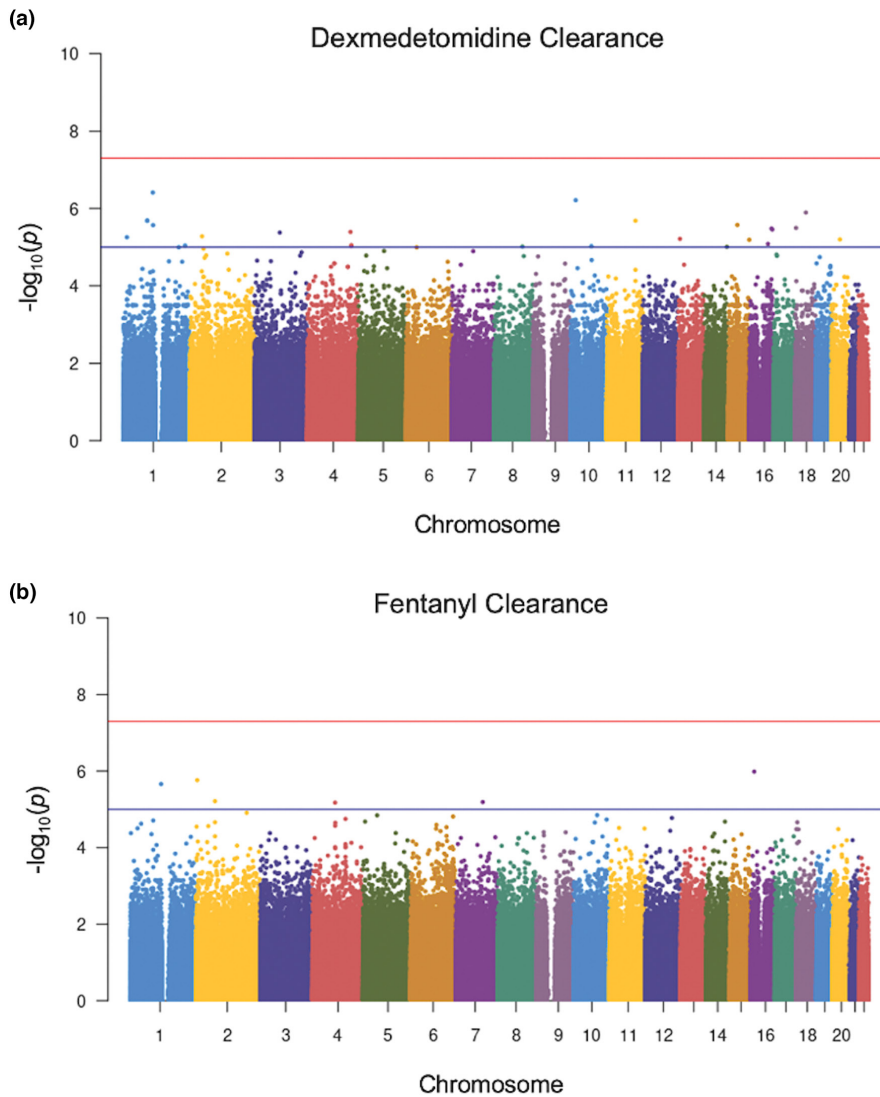 (a)
Dexmedetomidine Clearance
10
8
6
4
2
0
-log10(p)
1 2 3 4 5 6 7 8 9 10 11 12 14 16 18 20
Chromosome
(b)
Fentanyl Clearance
10
8
6
4
2
0
-log10(p)
1 2 3 4 5 6 7 8 9 10 11 12 14 16 18 20
Chromosome